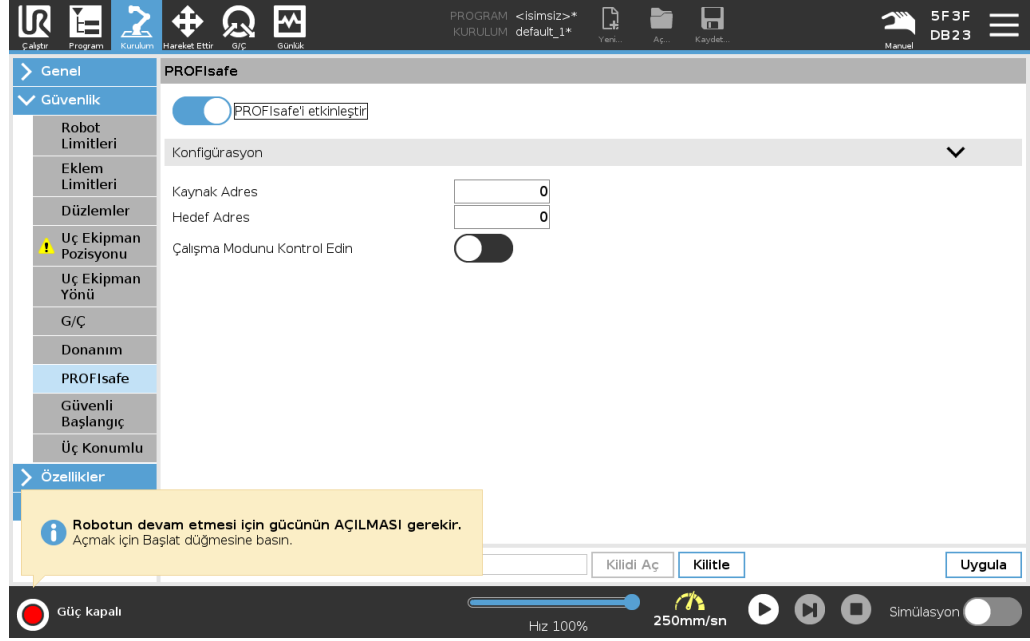 PROGRAM <isimsiz>*
KURULUM default_1*
5F3F
DB23
Çalıştır
Program
Kurulum
Hareket Ettir
G/Ç
Günlük
Yeni...
Aç...
Kaydet...
Manuel
Genel
Güvenlik
Robot
Limitleri
Eklem
Limitleri
Düzlemler
Uç Ekipman
Pozisyonu
Uç Ekipman
Yönü
G/Ç
Donanım
PROFIsafe
Güvenli
Başlangıç
Üç Konumlu
Özellikler
PROFIsafe
PROFIsafe'i etkinleştir
Konfigürasyon
Kaynak Adres 0
Hedef Adres 0
Çalışma Modunu Kontrol Edin
Robotun devam etmesi için gücünün AÇILMASI gerekir.
Açmak için Başlat düğmesine basın.
Kilidi Aç
Kilitle
Uygula
Güç kapalı
Hız 100%
250mm/sn
Simülasyon